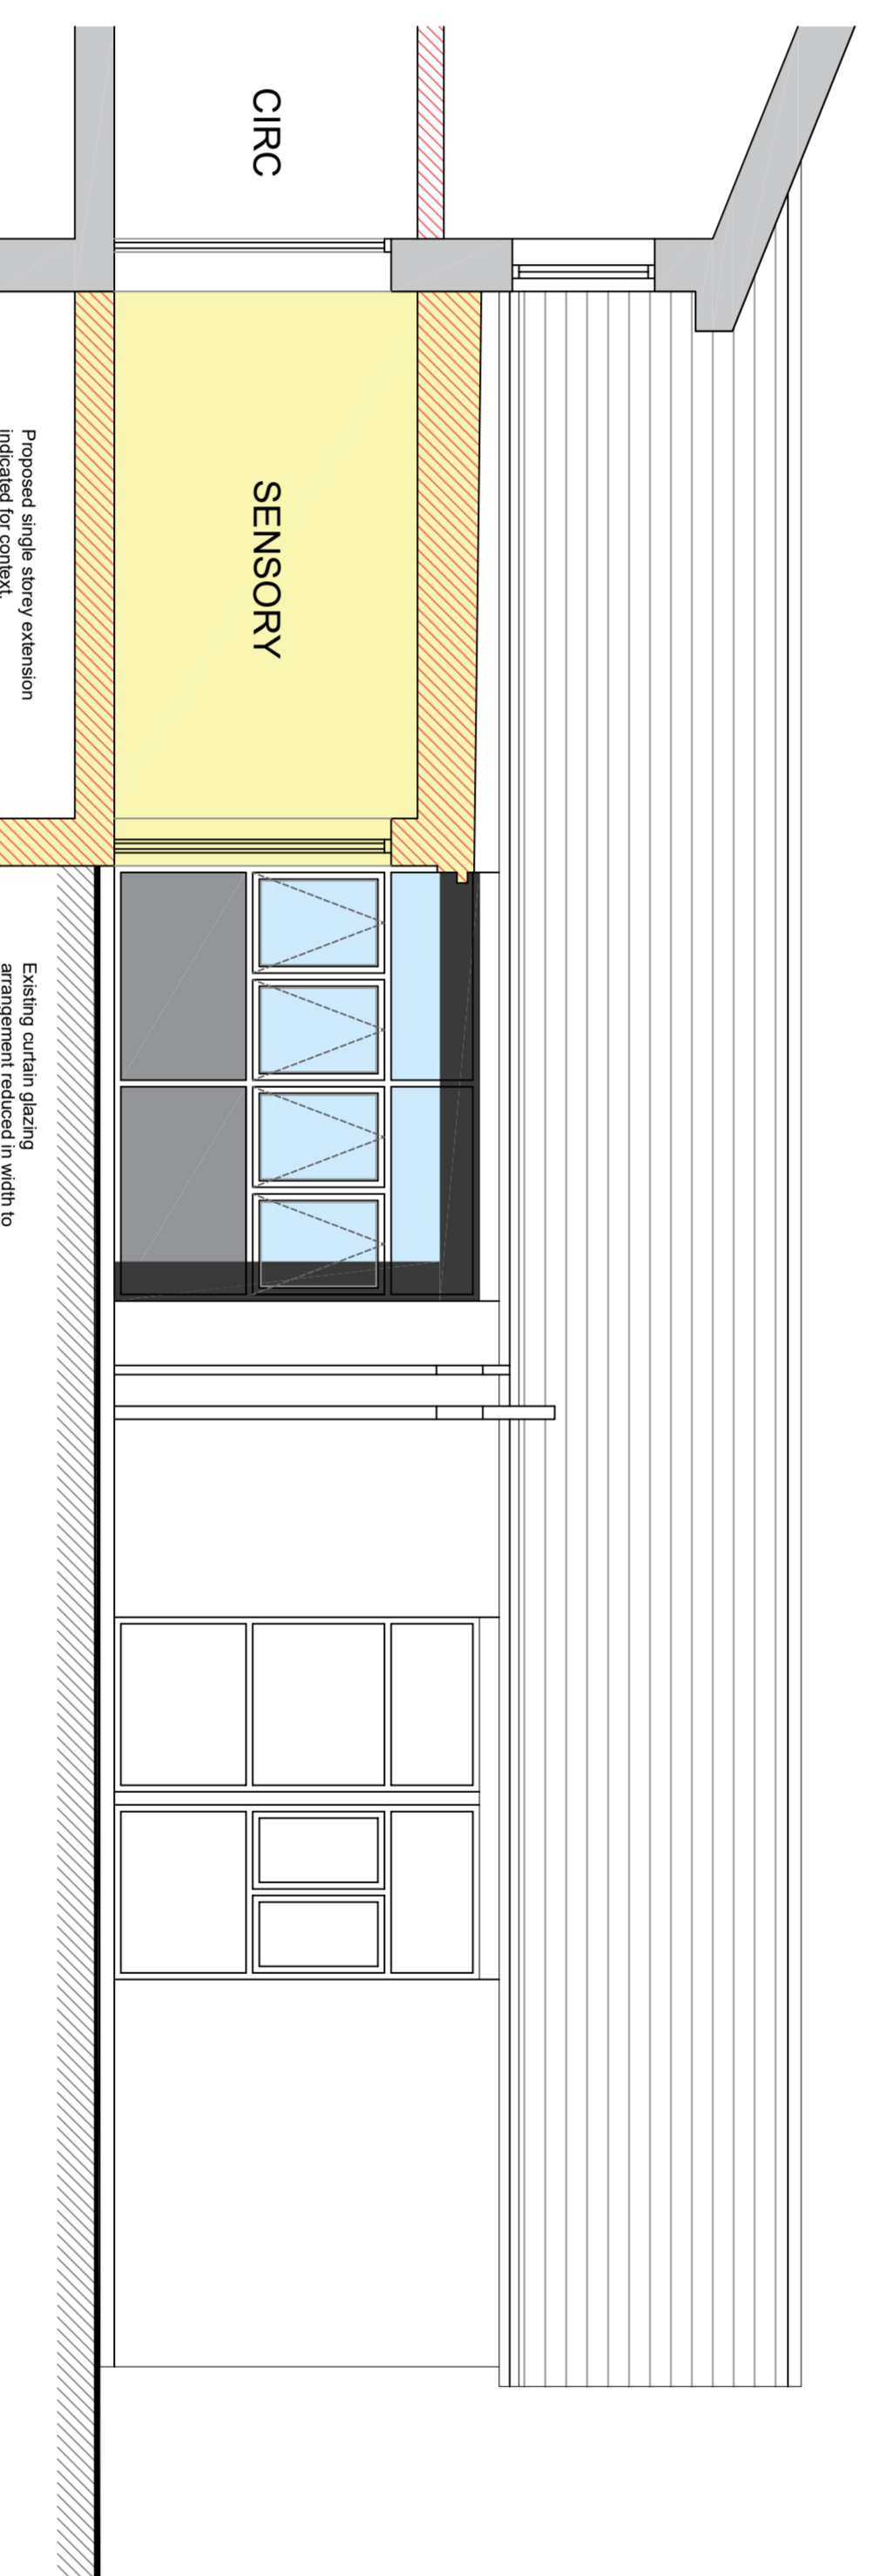 CIRC
SENSORY
Proposed single storey extension
indicated for context.
Existing curtain glazing
arrangement reduced in width to